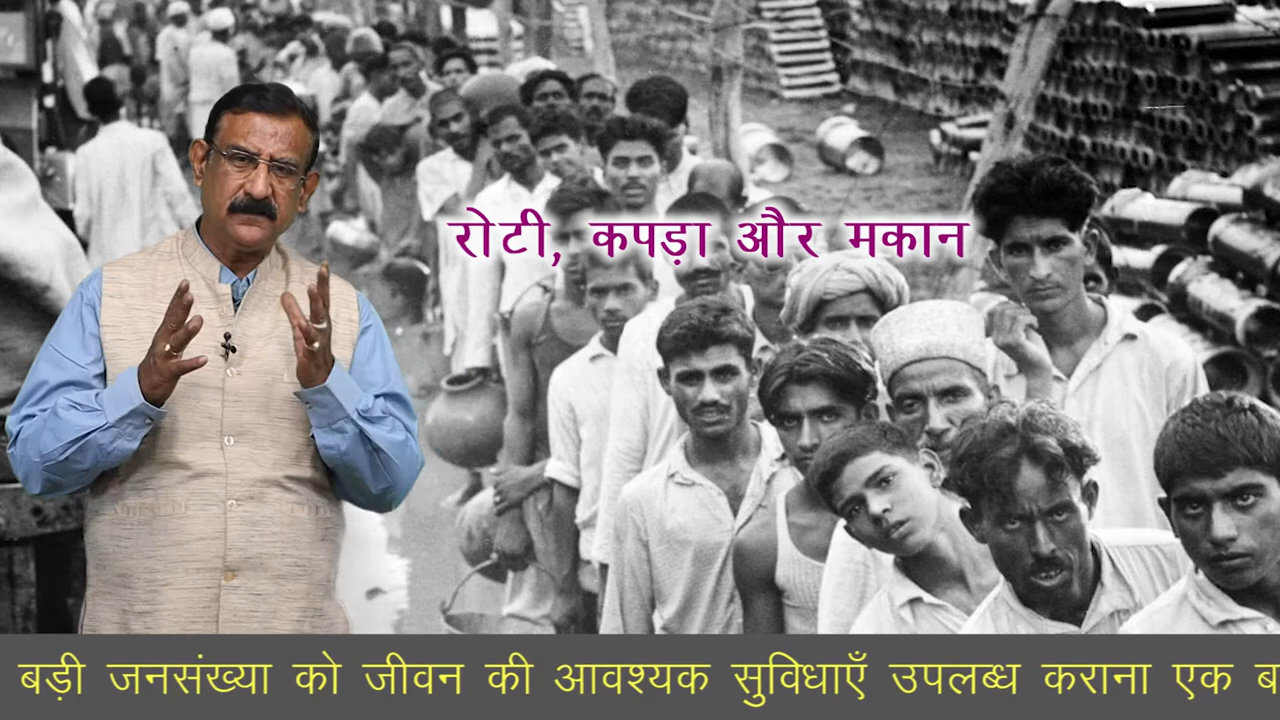 रोटी, कपड़ा और मकान
बड़ी जनसंख्या को जीवन की आवश्यक सुविधाएँ उपलब्ध कराना एक